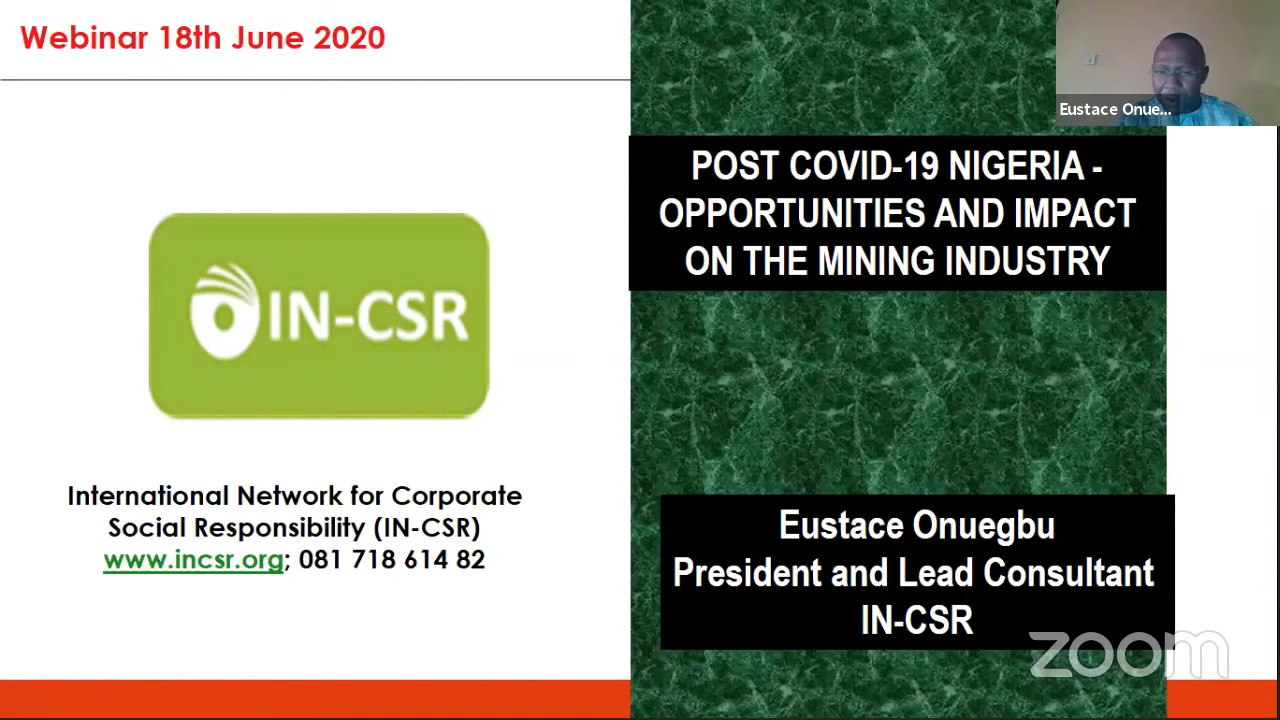 Webinar 18th June 2020
Eustace Onue...
POST COVID-19 NIGERIA -
OPPORTUNITIES AND IMPACT
ON THE MINING INDUSTRY
IN-CSR
International Network for Corporate
Social Responsibility (IN-CSR)
www.incsr.org; 081 718 614 82
Eustace Onuegbu
President and Lead Consultant
IN-CSR
zoom